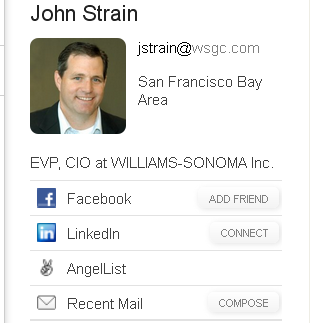 John Strain
jstrain@wsgc.com
San Francisco Bay
Area
EVP, CIO at WILLIAMS-SONOMA Inc.
Facebook ADD FRIEND
LinkedIn CONNECT
AngelList
Recent Mail COMPOSE